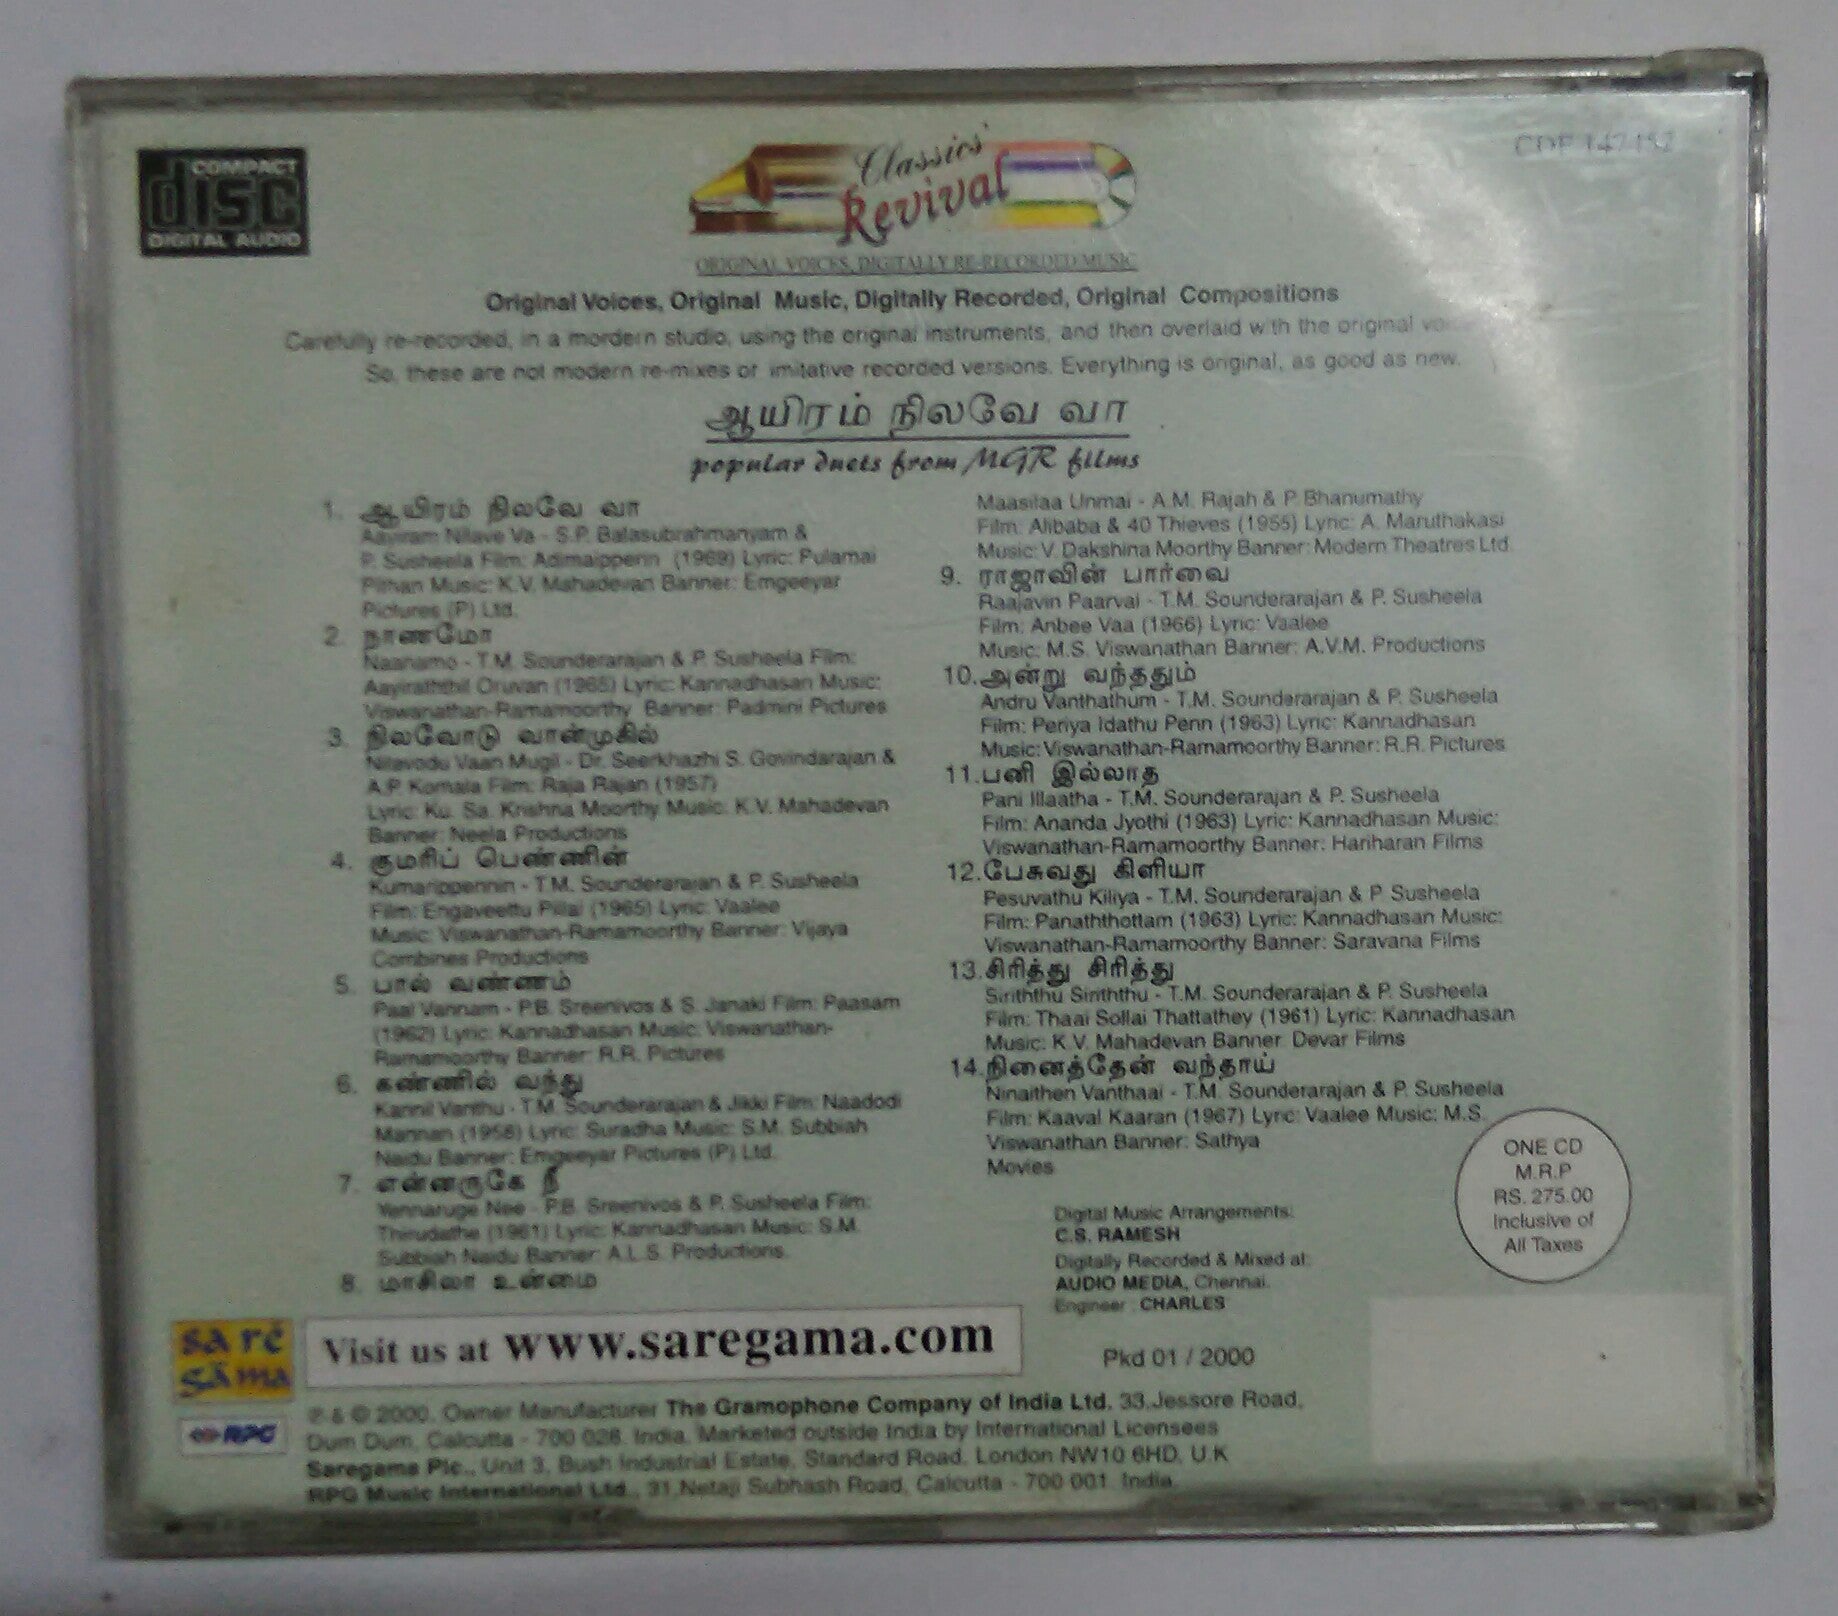 COMPACT
disc
DIGITAL AUDIO
Classics'
Revival
ORIGINAL VOICES, DIGITALLY RE-RECORDED MUSIC
CDF 147152
Original Voices, Original Music, Digitally Recorded, Original Compositions
Carefully re-recorded, in a mordern studio, using the original instruments, and then overlaid with the original
So, these are not modern re-mixes or imitative recorded versions. Everything is original, as good as new.
ஆயிரம் நிலவே வா
popular duets from MGR films
1. ஆயிரம் நிலவே வா
Aayiram Nilave Va - S.P. Balasubrahmanyam &
P. Susheela Film: Adimaippenn (1969) Lyric: Pulamai
Pithan Music: K.V. Mahadevan Banner: Emgeeyar
Pictures (P) Ltd.
2. நாணமோ
Naanamo - T.M. Sounderarajan & P. Susheela Film:
Aayiraththil Oruvan (1965) Lyric: Kannadhasan Music:
Viswanathan-Ramamoorthy Banner: Padmini Pictures
3. நிலவோடு வான்முகில்
Nilavodu Vaan Mugil - Dr. Seerkhazhi S. Govindarajan &
A.P. Komala Film: Raja Rajan (1957)
Lyric: Ku. Sa. Krishna Moorthy Music: K.V. Mahadevan
Banner: Neela Productions
4. குமரிப் பெண்ணின்
Kumarippennin - T.M. Sounderarajan & P. Susheela
Film: Engaveettu Pillai (1965) Lyric: Vaalee
Music: Viswanathan-Ramamoorthy Banner: Vijaya
Combines Productions
5. பால் வண்ணம்
Paal Vannam - P.B. Sreenivos & S. Janaki Film: Paasam
(1962) Lyric: Kannadhasan Music: Viswanathan-
Ramamoorthy Banner: R.R. Pictures
6. கண்ணில் வந்து
Kannil Vanthu - T.M. Sounderarajan & Jikki Film: Naadodi
Mannan (1958) Lyric: Suradha Music: S.M. Subbiah
Naidu Banner: Emgeeyar Pictures (P) Ltd.
7. என்னருகே நீ
Yennaruge Nee - P.B. Sreenivos & P. Susheela Film:
Thirudathe (1961) Lyric: Kannadhasan Music: S.M.
Subbiah Naidu Banner: A.L.S. Productions.
8. மாசிலா உண்மை
Maasilaa Unmai - A.M. Rajah & P. Bhanumathy
Film: Alibaba & 40 Thieves (1955) Lyric: A. Maruthakasi
Music: V. Dakshina Moorthy Banner: Modern Theatres Ltd.
9. ராஜாவின் பார்வை
Raajavin Paarvai - T.M. Sounderarajan & P. Susheela
Film: Anbee Vaa (1966) Lyric: Vaalee
Music: M.S. Viswanathan Banner: A.V.M. Productions
10. அன்று வந்ததும்
Andru Vanthathum - T.M. Sounderarajan & P. Susheela
Film: Periya Idathu Penn (1963) Lyric: Kannadhasan
Music: Viswanathan-Ramamoorthy Banner: R.R. Pictures
11. பனி இல்லாத
Pani Illaatha - T.M. Sounderarajan & P. Susheela
Film: Ananda Jyothi (1963) Lyric: Kannadhasan Music:
Viswanathan-Ramamoorthy Banner: Hariharan Films
12. பேசுவது கிளியா
Pesuvathu Kiliya - T.M. Sounderarajan & P. Susheela
Film: Panaththottam (1963) Lyric: Kannadhasan Music:
Viswanathan-Ramamoorthy Banner: Saravana Films
13. சிரித்து சிரித்து
Siriththu Siriththu - T.M. Sounderarajan & P. Susheela
Film: Thaai Sollai Thattathey (1961) Lyric: Kannadhasan
Music: K.V. Mahadevan Banner Devar Films
14. நினைத்தேன் வந்தாய்
Ninaithen Vanthaai - T.M. Sounderarajan & P. Susheela
Film: Kaaval Kaaran (1967) Lyric: Vaalee Music: M.S.
Viswanathan Banner: Sathya
Movies
ONE CD
M.R.P
RS. 275.00
Inclusive of
All Taxes
Digital Music Arrangements:
C.S. RAMESH
Digitally Recorded & Mixed at:
AUDIO MEDIA, Chennai.
Engineer : CHARLES
sa re
ga ma
Visit us at www.saregama.com
Pkd 01 / 2000
RPG
℗ & © 2000, Owner Manufacturer The Gramophone Company of India Ltd, 33,Jessore Road,
Dum Dum, Calcutta - 700 028. India. Marketed outside India by International Licensees
Saregama Plc., Unit 3, Bush Industrial Estate, Standard Road, London NW10 6HD, U.K
RPG Music International Ltd., 31,Netaji Subhash Road, Calcutta - 700 001. India.